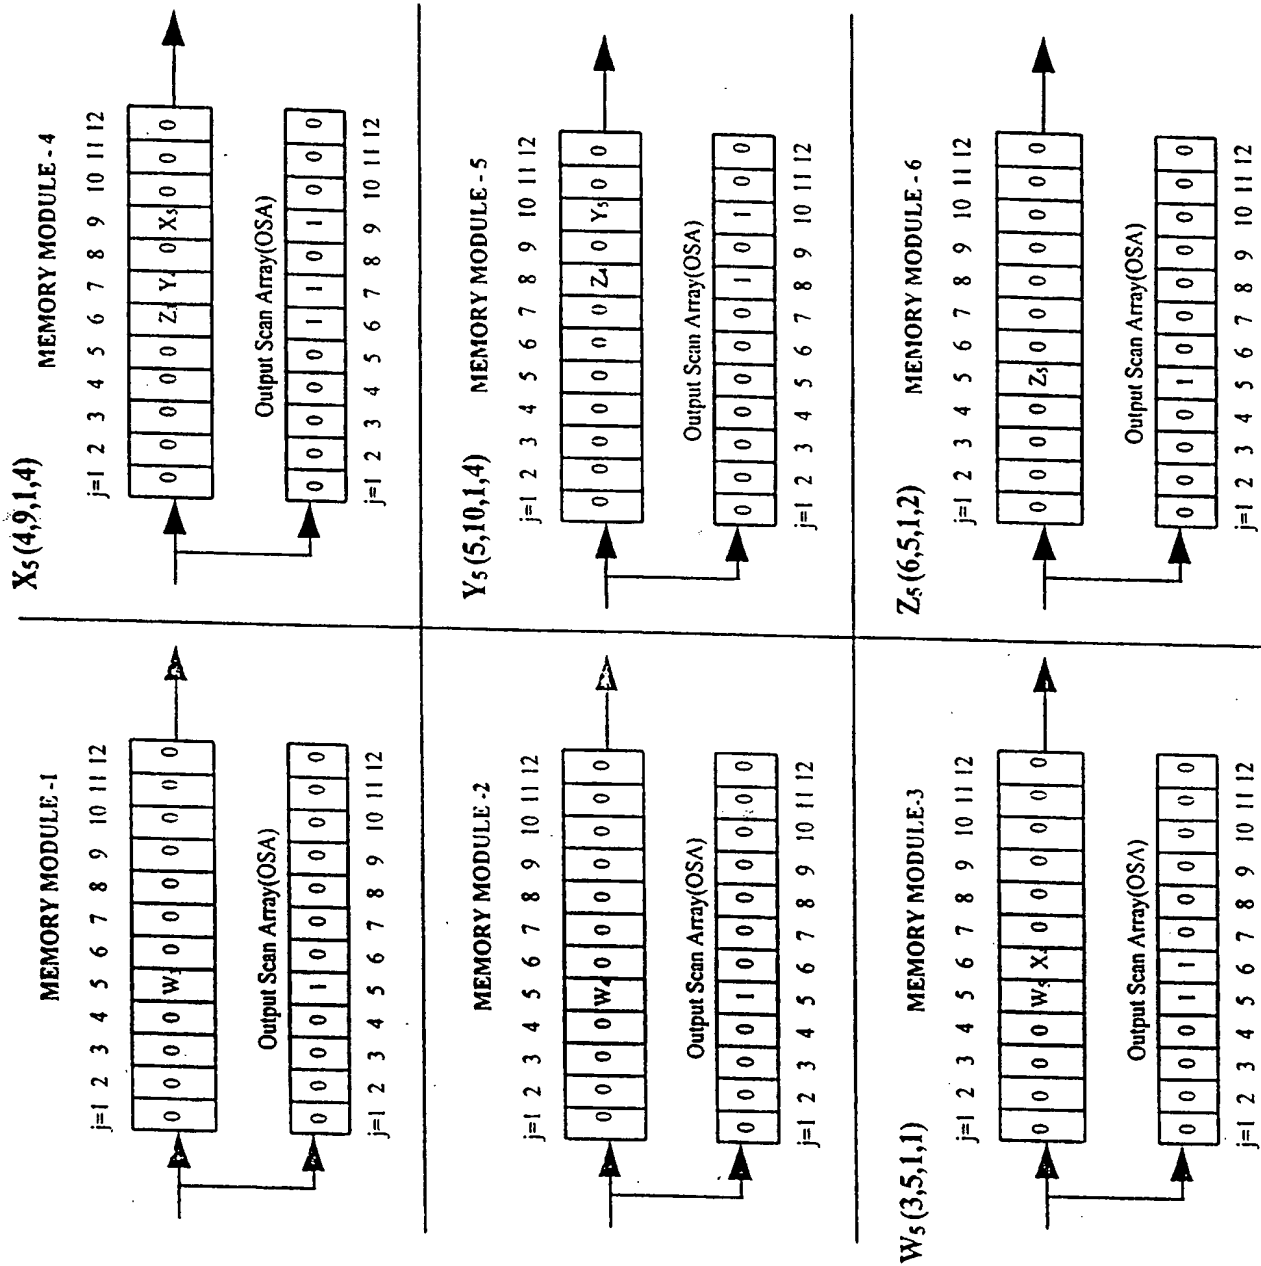 MEMORY MODULE -1
j=1 2 3 4 5 6 7 8 9 10 11 12
0 0 0 0 W₃ 0 0 0 0 0 0 0
Output Scan Array(OSA)
0 0 0 0 1 0 0 0 0 0 0 0
j=1 2 3 4 5 6 7 8 9 10 11 12
X₅(4,9,1,4)
MEMORY MODULE - 4
j=1 2 3 4 5 6 7 8 9 10 11 12
0 0 0 0 0 Z₃ Y₄ 0 X₅ 0 0 0
Output Scan Array(OSA)
0 0 0 0 0 1 1 0 1 0 0 0
j=1 2 3 4 5 6 7 8 9 10 11 12
MEMORY MODULE -2
j=1 2 3 4 5 6 7 8 9 10 11 12
0 0 0 0 W₄ 0 0 0 0 0 0 0
Output Scan Array(OSA)
0 0 0 0 1 0 0 0 0 0 0 0
j=1 2 3 4 5 6 7 8 9 10 11 12
Y₅(5,10,1,4)
MEMORY MODULE - 5
j=1 2 3 4 5 6 7 8 9 10 11 12
0 0 0 0 0 0 0 Z₄ 0 Y₅ 0 0
Output Scan Array(OSA)
0 0 0 0 0 0 0 1 0 1 0 0
j=1 2 3 4 5 6 7 8 9 10 11 12
W₅(3,5,1,1)
MEMORY MODULE-3
j=1 2 3 4 5 6 7 8 9 10 11 12
0 0 0 0 W₅ X₄ 0 0 0 0 0 0
Output Scan Array(OSA)
0 0 0 0 1 1 0 0 0 0 0 0
j=1 2 3 4 5 6 7 8 9 10 11 12
Z₅(6,5,1,2)
MEMORY MODULE - 6
j=1 2 3 4 5 6 7 8 9 10 11 12
0 0 0 0 Z₅ 0 0 0 0 0 0 0
Output Scan Array(OSA)
0 0 0 0 1 0 0 0 0 0 0 0
j=1 2 3 4 5 6 7 8 9 10 11 12